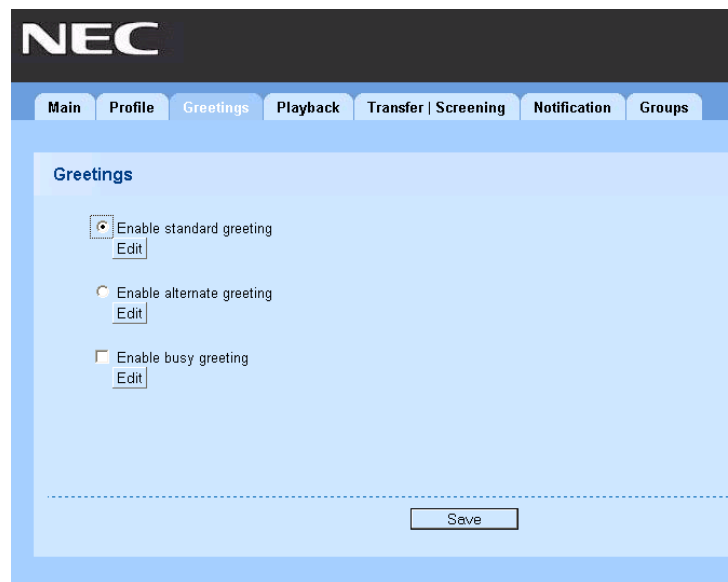 NEC
Main Profile Greetings Playback Transfer | Screening Notification Groups
Greetings
Enable standard greeting
Edit
Enable alternate greeting
Edit
Enable busy greeting
Edit
Save